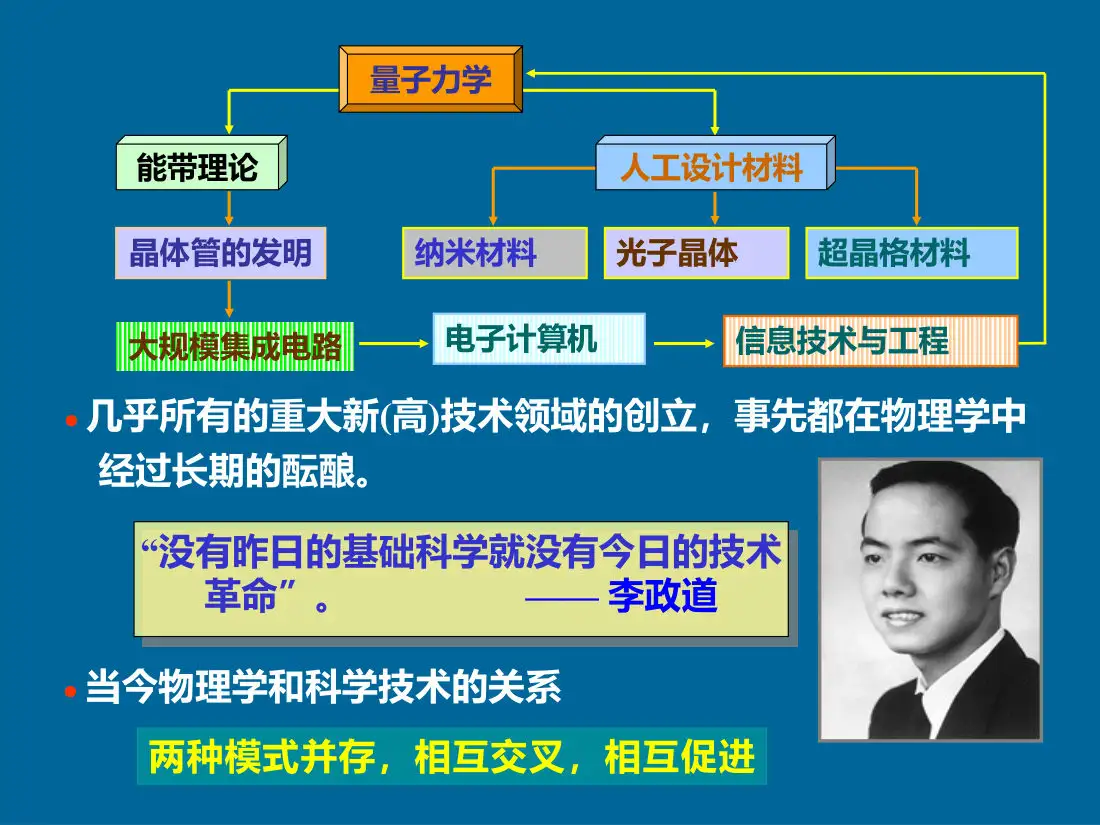 量子力学
能带理论
人工设计材料
晶体管的发明
纳米材料
光子晶体
超晶格材料
大规模集成电路
电子计算机
信息技术与工程
几乎所有的重大新(高)技术领域的创立，事先都在物理学中
经过长期的酝酿。
“没有昨日的基础科学就没有今日的技术
革命”。 —— 李政道
当今物理学和科学技术的关系
两种模式并存，相互交叉，相互促进